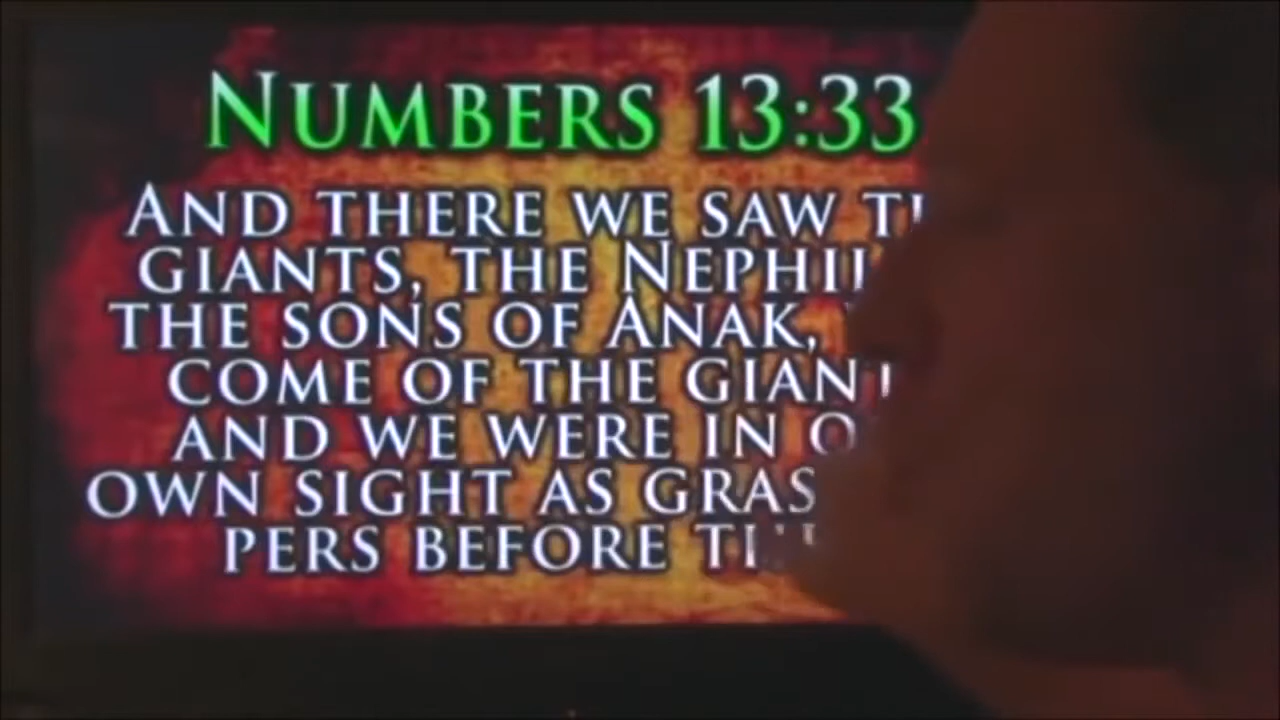 NUMBERS 13:33
AND THERE WE SAW
GIANTS, THE
THE SONS OF ANAK,
COME OF THE
AND WE WERE IN
OWN SIGHT AS
PERS BEFORE